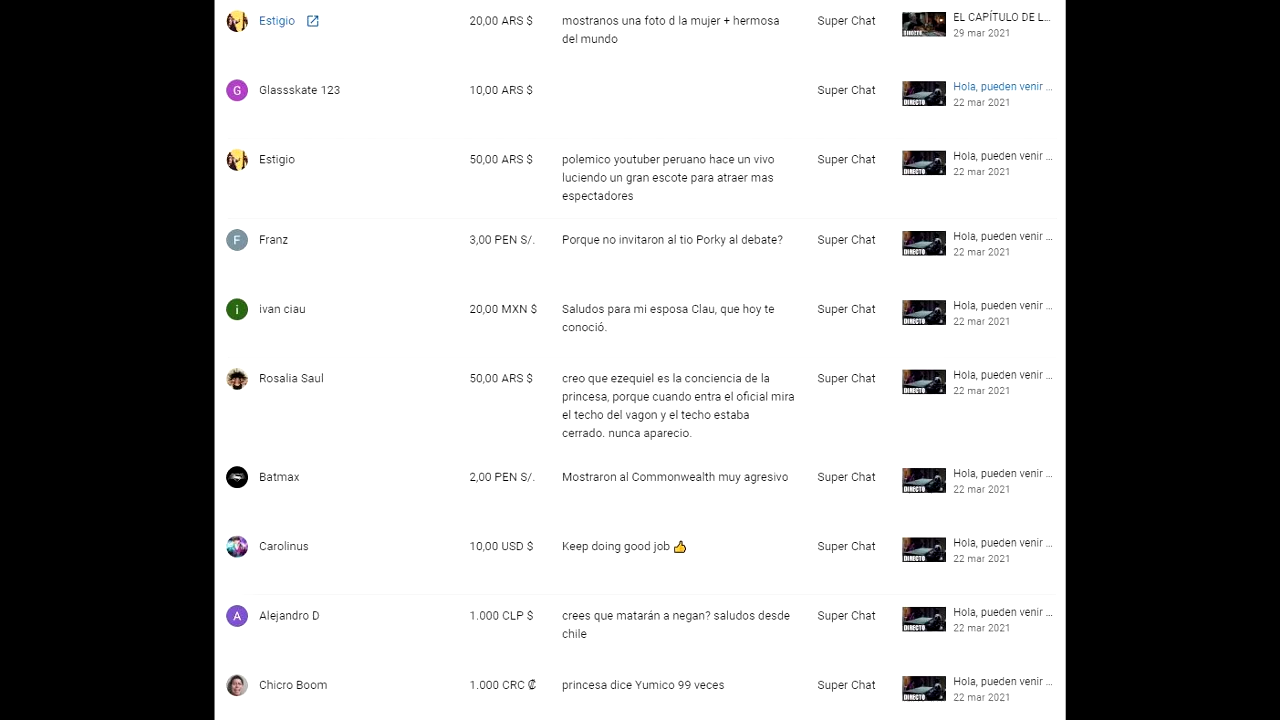 Estigio 20,00 ARS $ mostranos una foto d la mujer + hermosa Super Chat EL CAPÍTULO DE L...
del mundo 29 mar 2021
G Glassskate 123 10,00 ARS $ Super Chat DIRECTO Hola, pueden venir ...
22 mar 2021
Estigio 50,00 ARS $ polemico youtuber peruano hace un vivo Super Chat DIRECTO Hola, pueden venir ...
luciendo un gran escote para atraer mas 22 mar 2021
espectadores
F Franz 3,00 PEN S/. Porque no invitaron al tio Porky al debate? Super Chat DIRECTO Hola, pueden venir ...
22 mar 2021
i ivan ciau 20,00 MXN $ Saludos para mi esposa Clau, que hoy te Super Chat DIRECTO Hola, pueden venir ...
conoció. 22 mar 2021
Rosalia Saul 50,00 ARS $ creo que ezequiel es la conciencia de la Super Chat DIRECTO Hola, pueden venir ...
princesa, porque cuando entra el oficial mira 22 mar 2021
el techo del vagon y el techo estaba
cerrado. nunca aparecio.
Batmax 2,00 PEN S/. Mostraron al Commonwealth muy agresivo Super Chat DIRECTO Hola, pueden venir ...
22 mar 2021
Carolinus 10,00 USD $ Keep doing good job 👍 Super Chat DIRECTO Hola, pueden venir ...
22 mar 2021
A Alejandro D 1.000 CLP $ crees que matarán a negan? saludos desde Super Chat DIRECTO Hola, pueden venir ...
chile 22 mar 2021
Chicro Boom 1.000 CRC ₡ princesa dice Yumico 99 veces Super Chat DIRECTO Hola, pueden venir ...
22 mar 2021